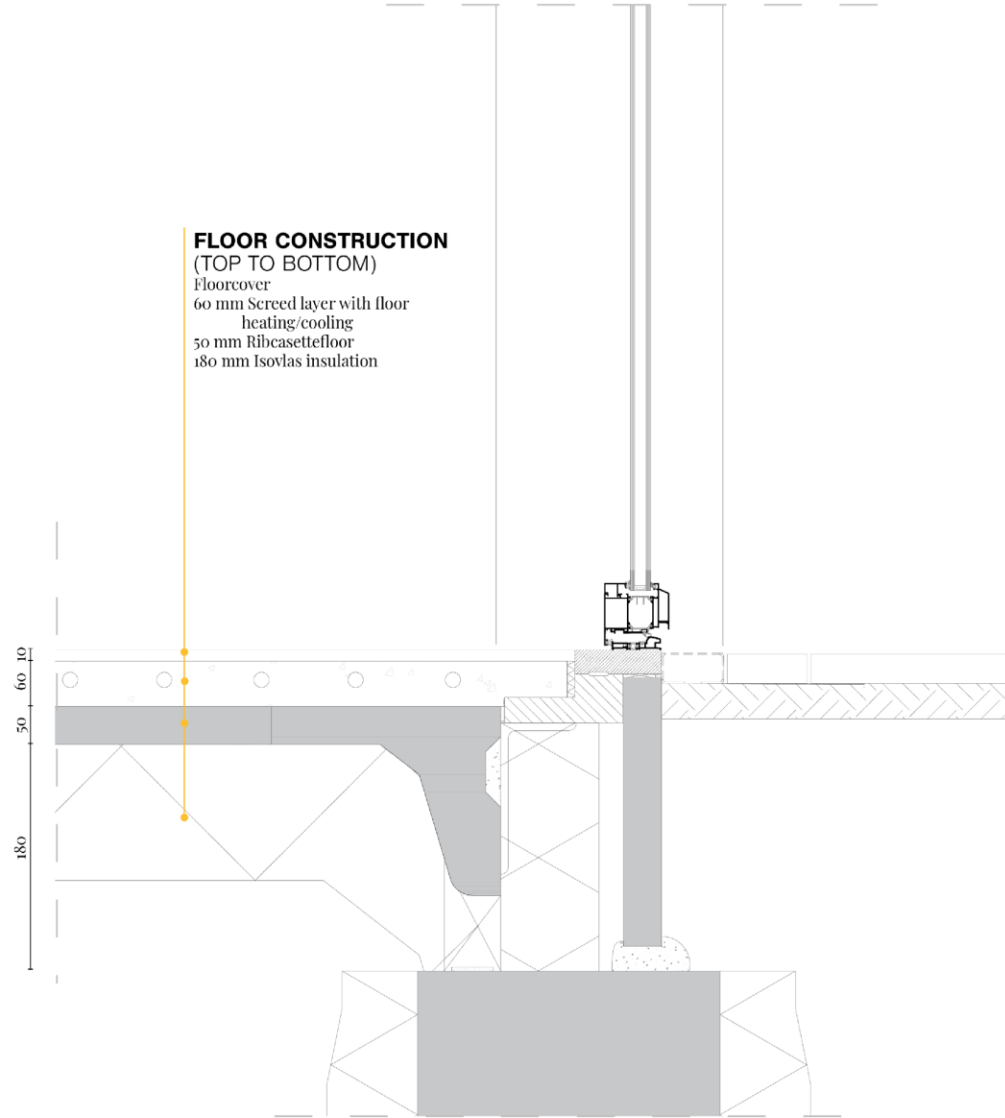 FLOOR CONSTRUCTION
(TOP TO BOTTOM)
Floorcover
60 mm Screed layer with floor
heating/cooling
50 mm Ribcasettefloor
180 mm Isovlas insulation
10
60
50
180